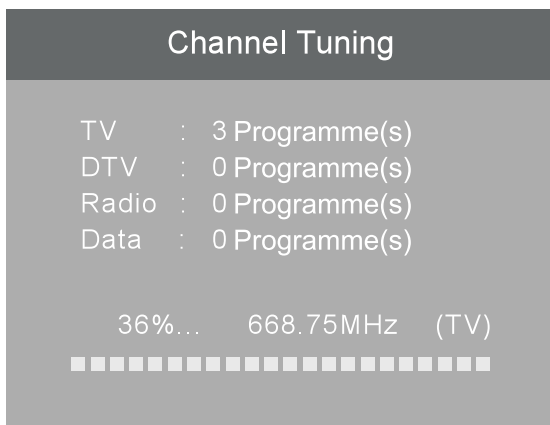 Channel Tuning
TV : 3 Programme(s)
DTV : 0 Programme(s)
Radio : 0 Programme(s)
Data : 0 Programme(s)
36%... 668.75MHz (TV)